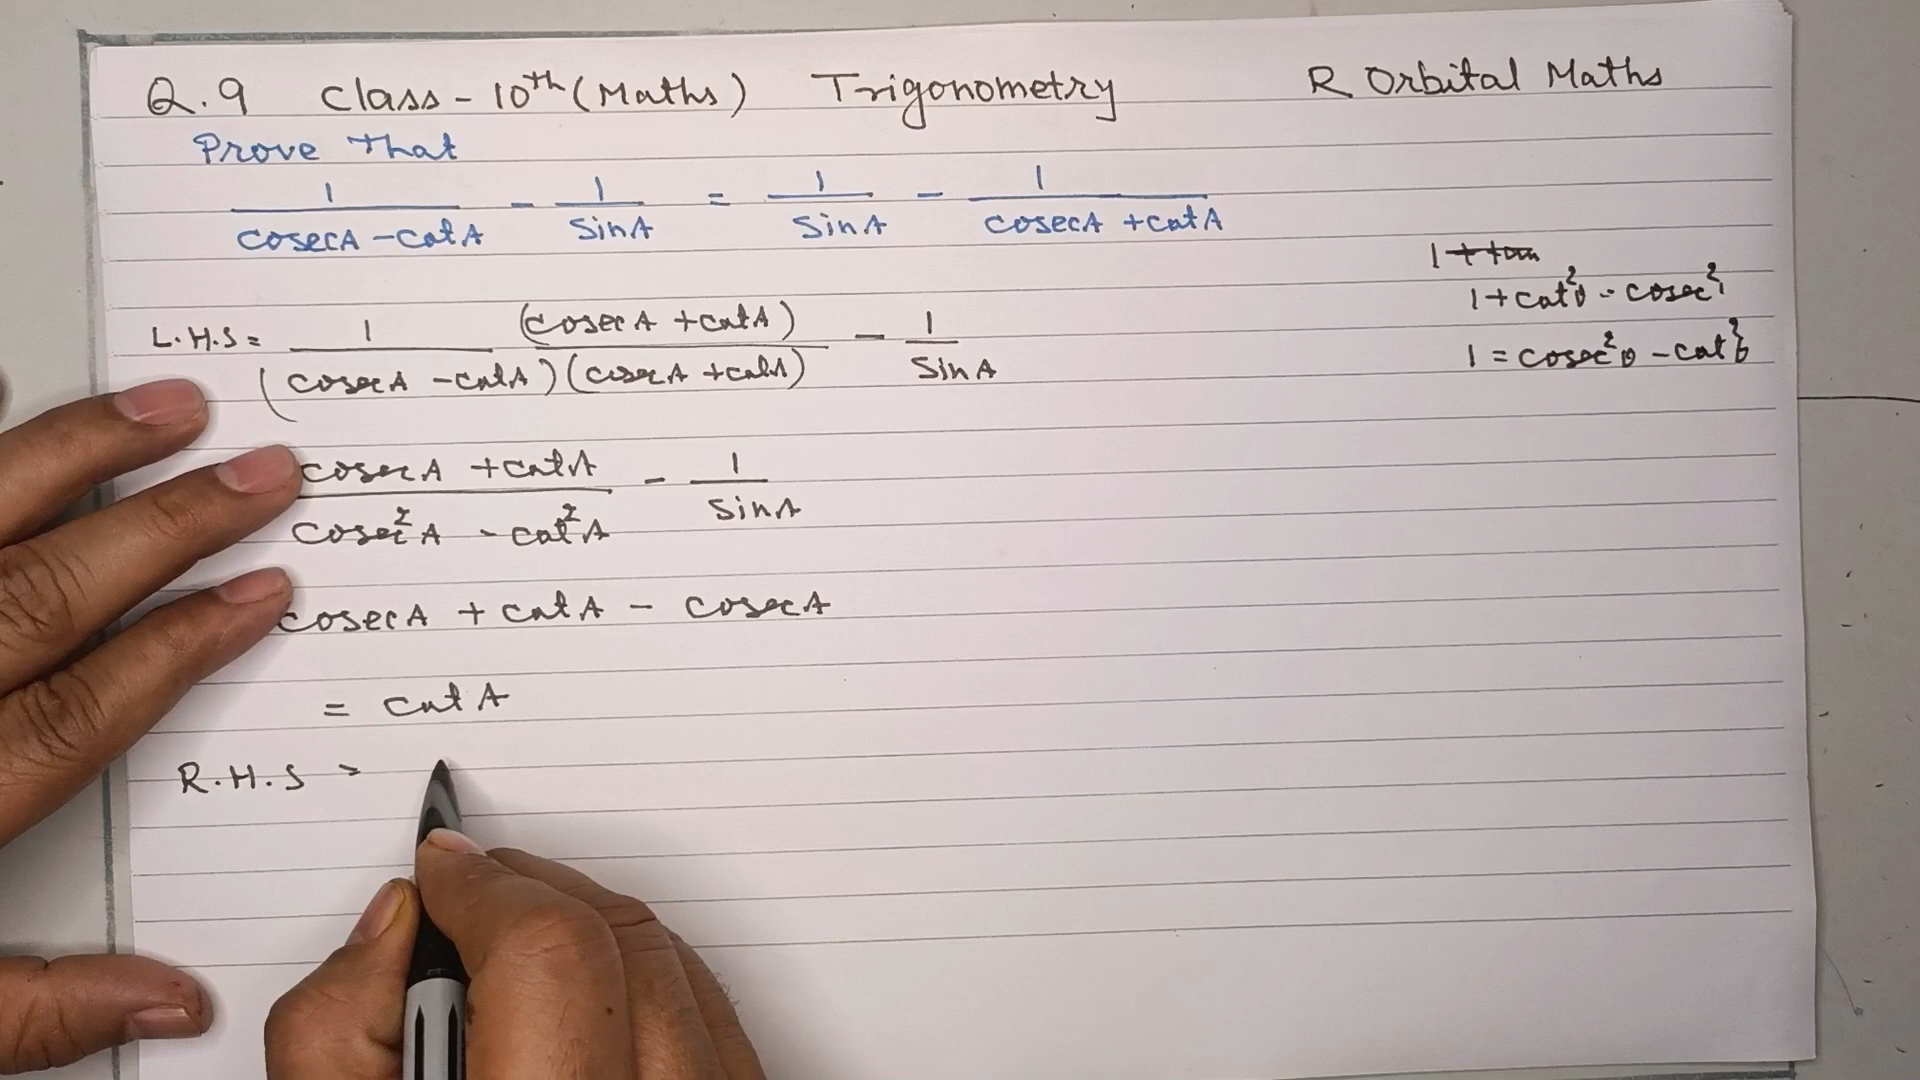 Q.9 Class-10th (Maths) Trigonometry R Orbital Maths
Prove that
1/(cosecA - cotA) - 1/SinA = 1/SinA - 1/(cosecA + cotA)
1 + tan
1 + cot²θ = cosec²
1 = cosec²θ - cot²θ
L.H.S = 1/(cosecA - cotA) (cosecA + cotA)/(cosecA + cotA) - 1/SinA
(cosecA + cotA)/(cosec²A - cot²A) - 1/SinA
cosecA + cotA - cosecA
= cotA
R.H.S =